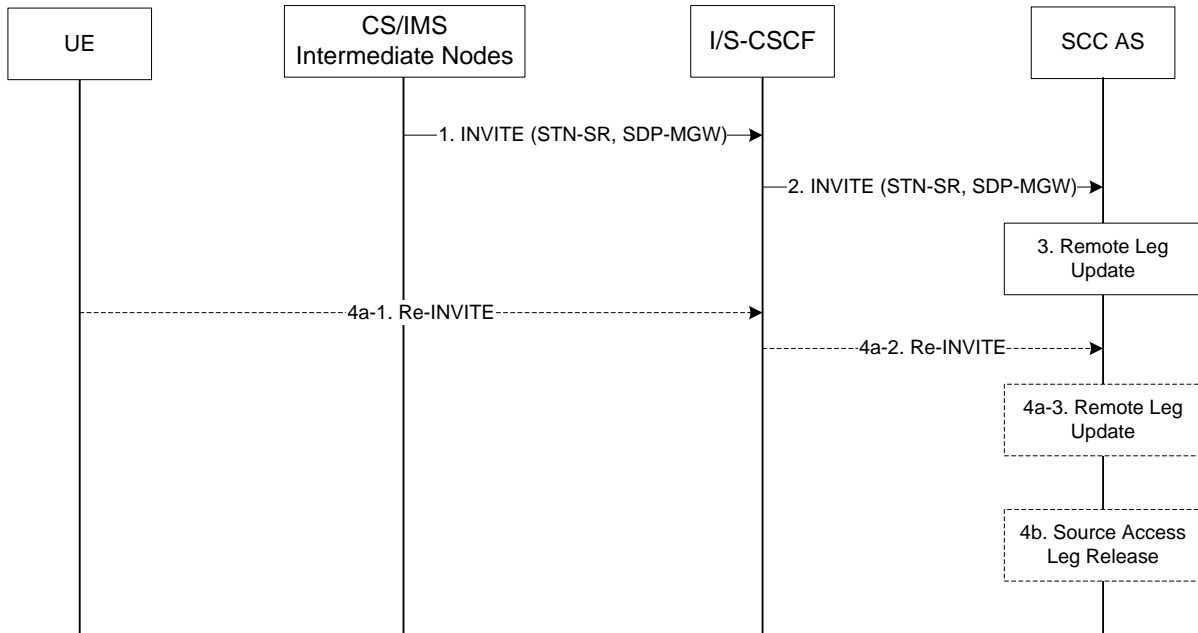 UE
CS/IMS
Intermediate Nodes
I/S-CSCF
SCC AS
1. INVITE (STN-SR, SDP-MGW)
2. INVITE (STN-SR, SDP-MGW)
3. Remote Leg
Update
4a-1. Re-INVITE
4a-2. Re-INVITE
4a-3. Remote Leg
Update
4b. Source Access
Leg Release